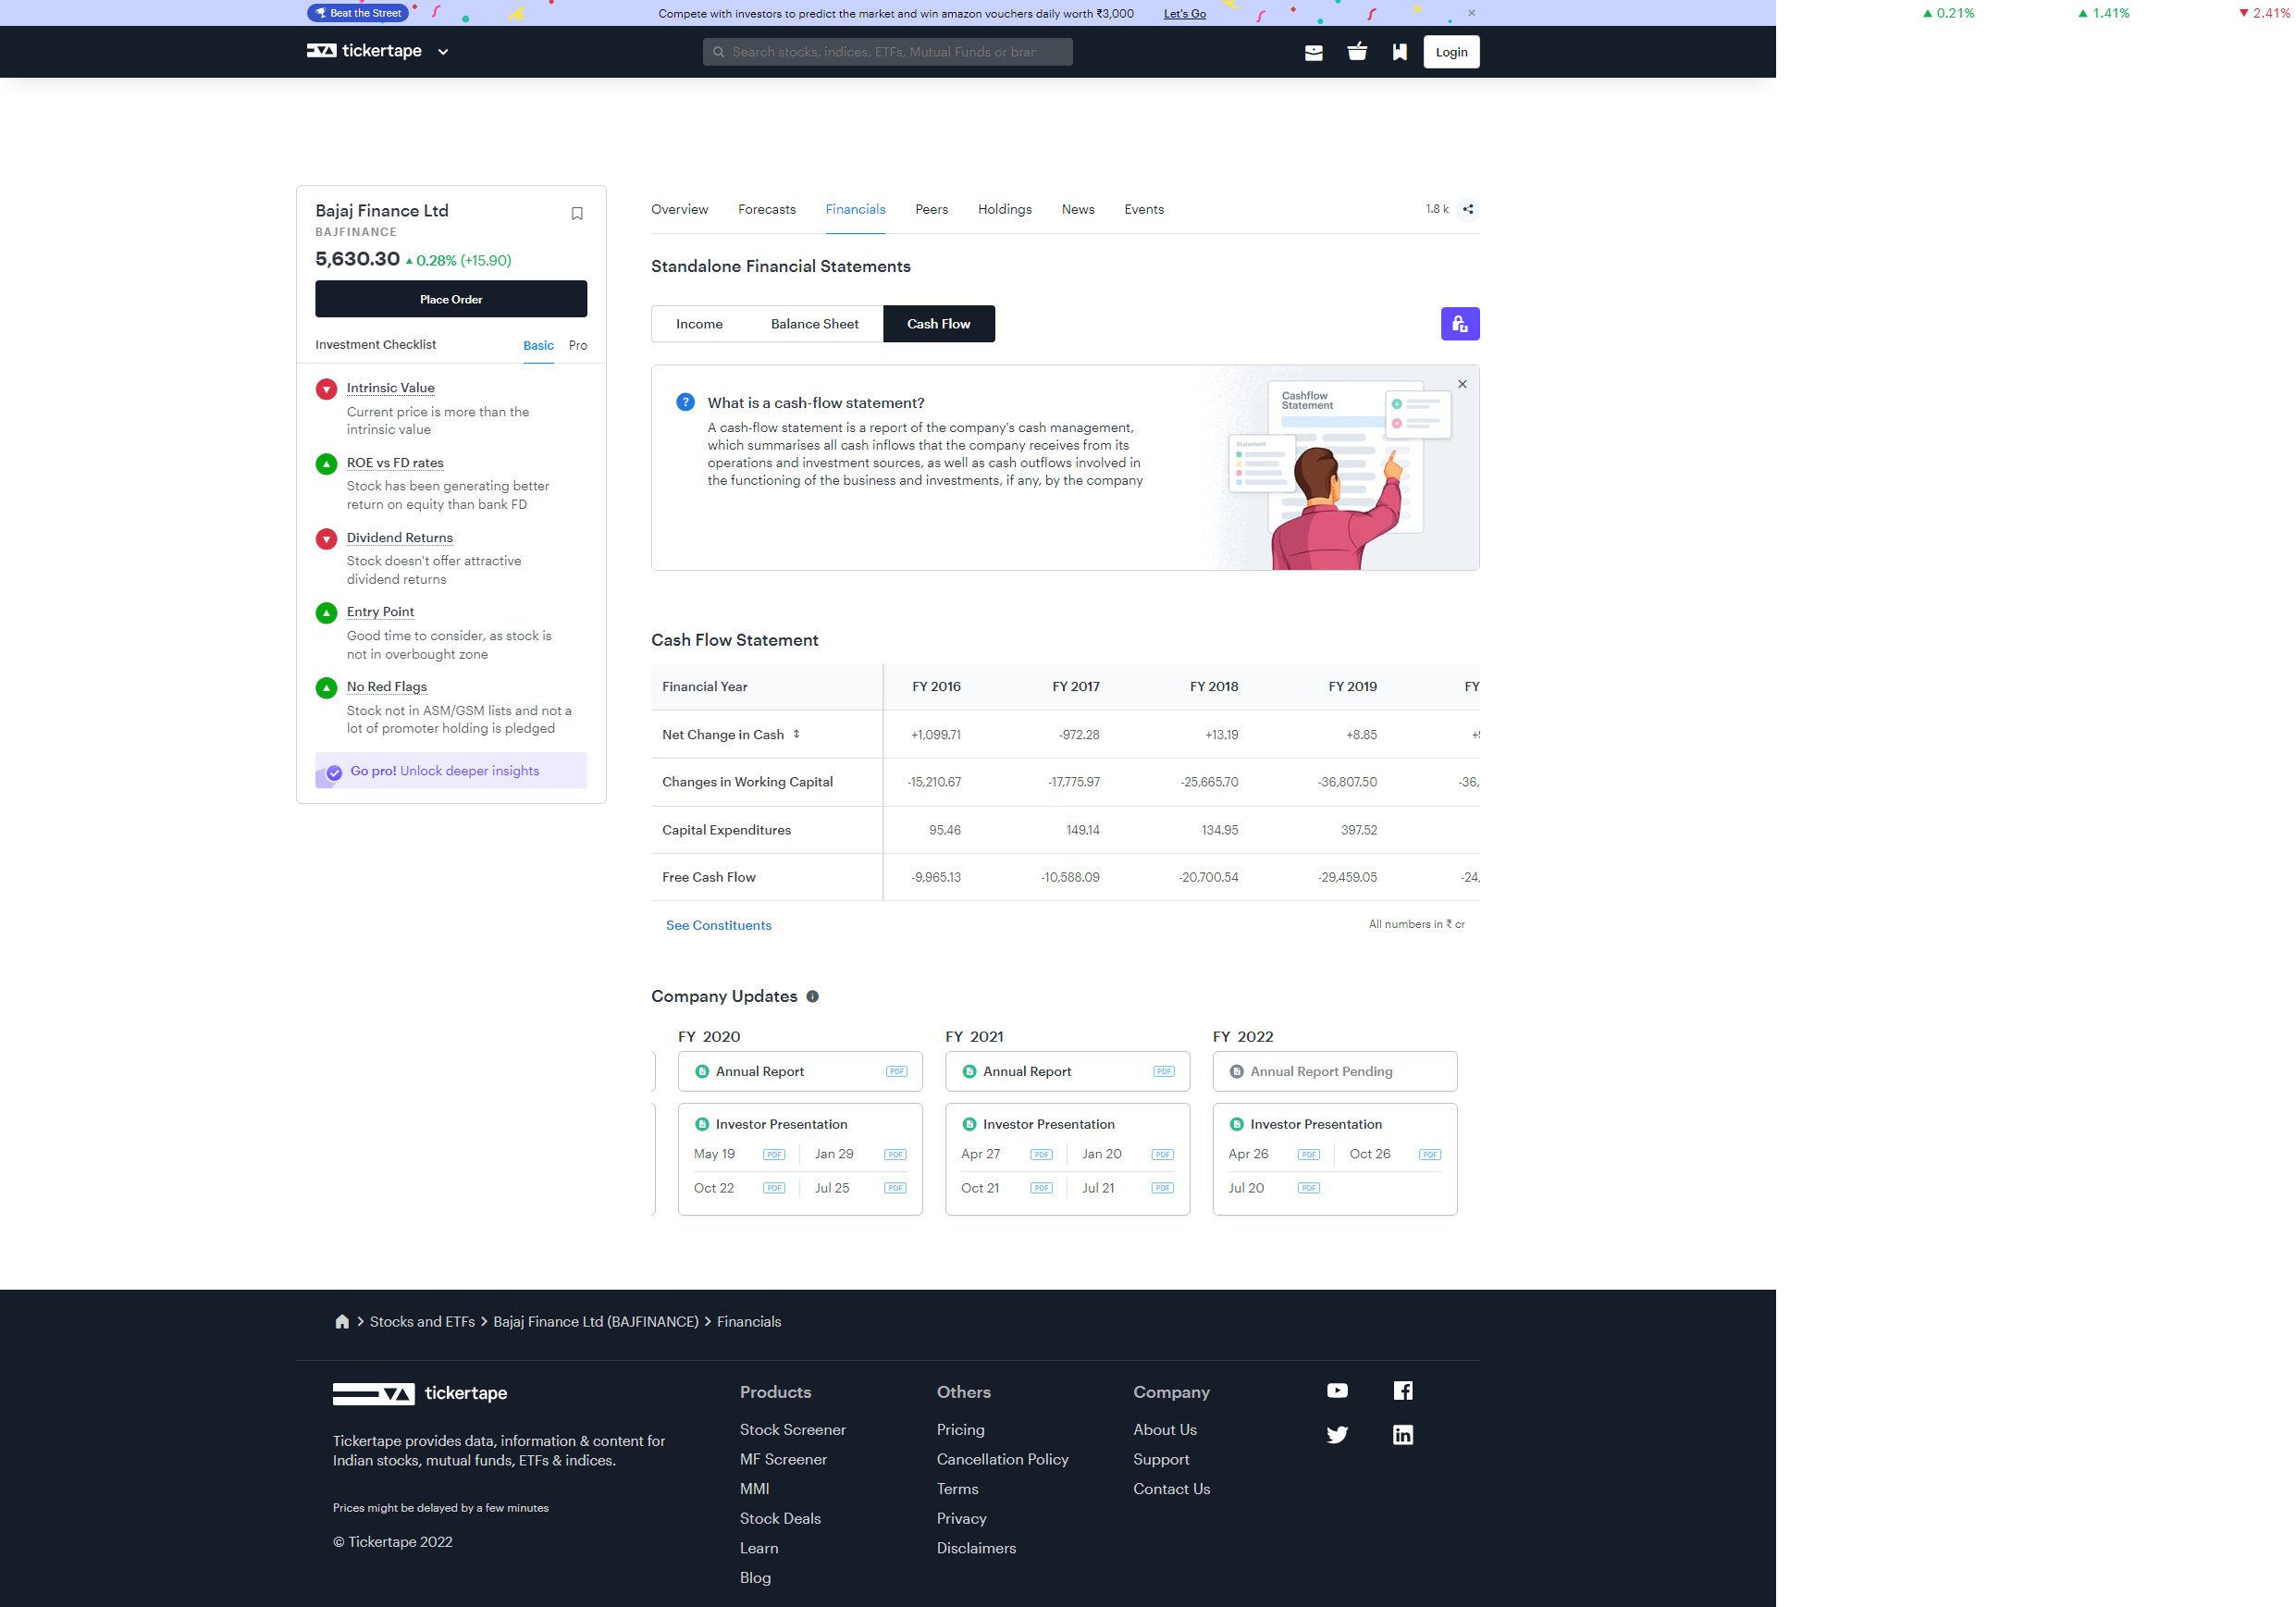 Beat the Street
Compete with investors to predict the market and win amazon vouchers daily worth ₹3,000 Let's Go
0.21% 1.41% 2.41%
tickertape
Search stocks, indices, ETFs, Mutual Funds or brar
Login
Bajaj Finance Ltd
BAJFINANCE
5,630.30 0.28% (+15.90)
Place Order
Investment Checklist Basic Pro
Intrinsic Value
Current price is more than the
intrinsic value
ROE vs FD rates
Stock has been generating better
return on equity than bank FD
Dividend Returns
Stock doesn't offer attractive
dividend returns
Entry Point
Good time to consider, as stock is
not in overbought zone
No Red Flags
Stock not in ASM/GSM lists and not a
lot of promoter holding is pledged
Go pro! Unlock deeper insights
Overview Forecasts Financials Peers Holdings News Events 1.8 k
Standalone Financial Statements
Income Balance Sheet Cash Flow
What is a cash-flow statement?
A cash-flow statement is a report of the company's cash management,
which summarises all cash inflows that the company receives from its
operations and investment sources, as well as cash outflows involved in
the functioning of the business and investments, if any, by the company
Cashflow
Statement
Statement
Cash Flow Statement
Financial Year FY 2016 FY 2017 FY 2018 FY 2019 FY
Net Change in Cash +1,099.71 -972.28 +13.19 +8.85
Changes in Working Capital -15,210.67 -17,775.97 -25,665.70 -36,807.50 -36,
Capital Expenditures 95.46 149.14 134.95 397.52
Free Cash Flow -9,965.13 -10,588.09 -20,700.54 -29,459.05 -24,
See Constituents All numbers in ₹ cr
Company Updates
FY 2020 FY 2021 FY 2022
Annual Report PDF Annual Report PDF Annual Report Pending
Investor Presentation Investor Presentation Investor Presentation
May 19 PDF Jan 29 PDF Apr 27 PDF Jan 20 PDF Apr 26 PDF Oct 26 PDF
Oct 22 PDF Jul 25 PDF Oct 21 PDF Jul 21 PDF Jul 20 PDF
Stocks and ETFs Bajaj Finance Ltd (BAJFINANCE) Financials
tickertape
Tickertape provides data, information & content for
Indian stocks, mutual funds, ETFs & indices.
Prices might be delayed by a few minutes
© Tickertape 2022
Products
Stock Screener
MF Screener
MMI
Stock Deals
Learn
Blog
Others
Pricing
Cancellation Policy
Terms
Privacy
Disclaimers
Company
About Us
Support
Contact Us